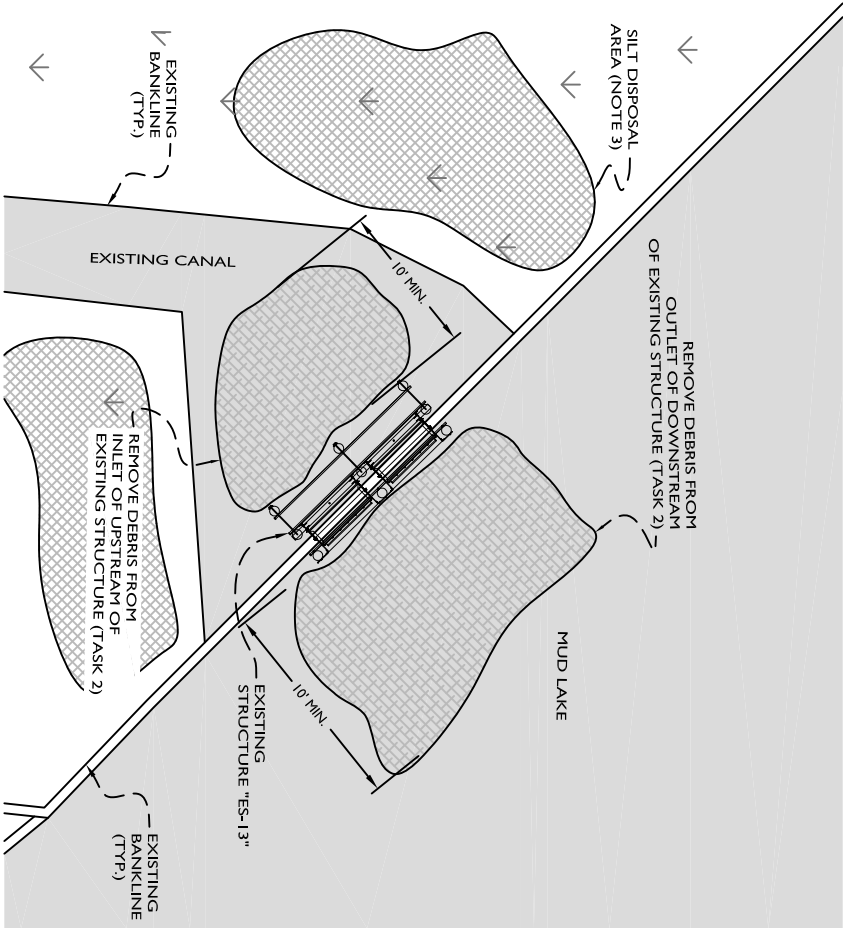 SILT DISPOSAL
AREA (NOTE 3)
EXISTING
BANKLINE
(TYP.)
EXISTING CANAL
10' MIN.
REMOVE DEBRIS FROM
OUTLET OF DOWNSTREAM
OF EXISTING STRUCTURE (TASK 2)
REMOVE DEBRIS FROM
INLET OF UPSTREAM OF
EXISTING STRUCTURE (TASK 2)
MUD LAKE
10' MIN.
EXISTING
STRUCTURE "ES-13"
EXISTING
BANKLINE
(TYP.)